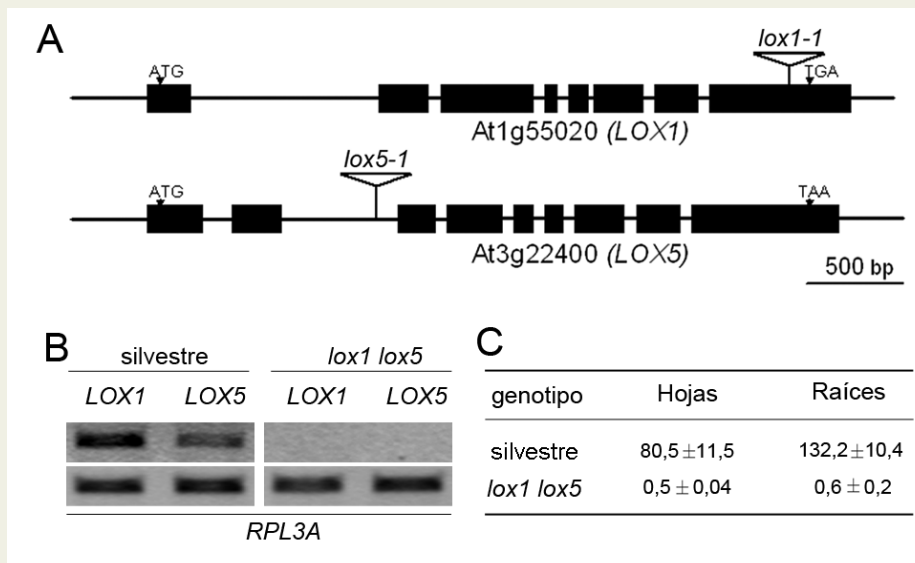 A
lox1-1
ATG
TGA
At1g55020 (LOX1)
lox5-1
ATG
TAA
At3g22400 (LOX5)
500 bp
B
silvestre lox1 lox5
LOX1 LOX5 LOX1 LOX5
RPL3A
C
genotipo Hojas Raíces
silvestre 80,5 ±11,5 132,2 ±10,4
lox1 lox5 0,5 ± 0,04 0,6 ± 0,2